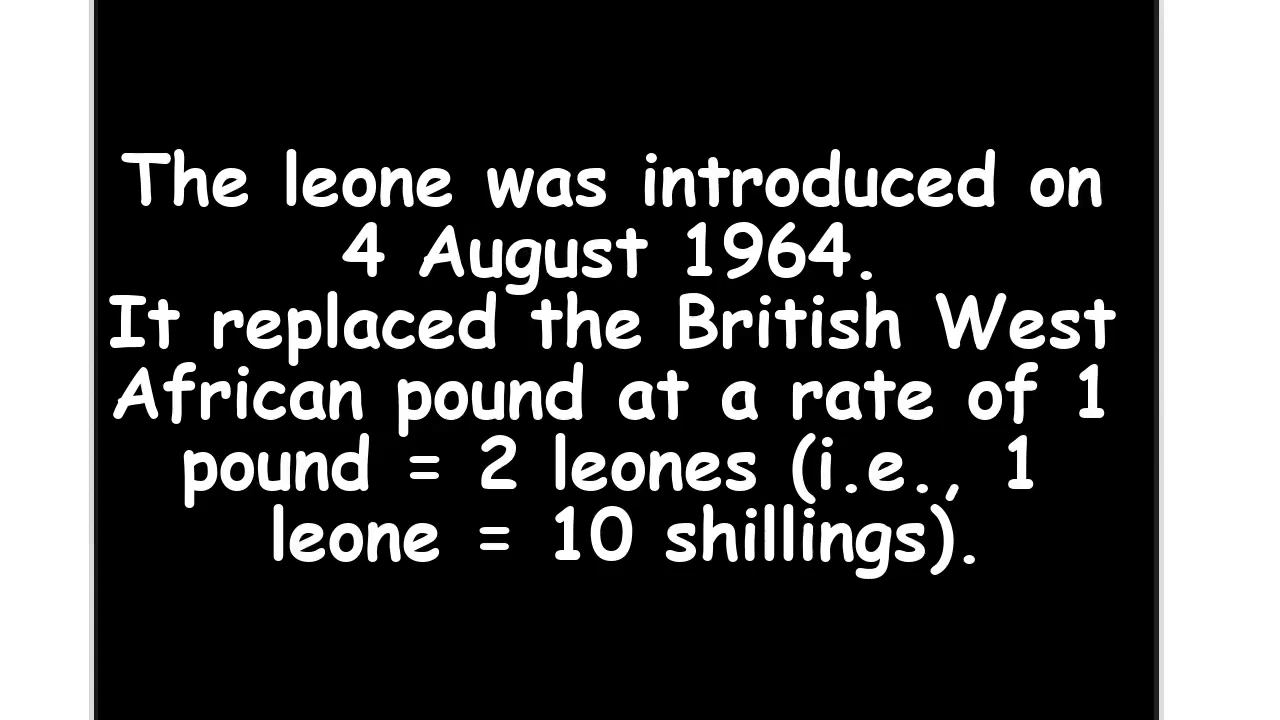 The leone was introduced on
4 August 1964.
It replaced the British West
African pound at a rate of 1
pound = 2 leones (i.e., 1
leone = 10 shillings).